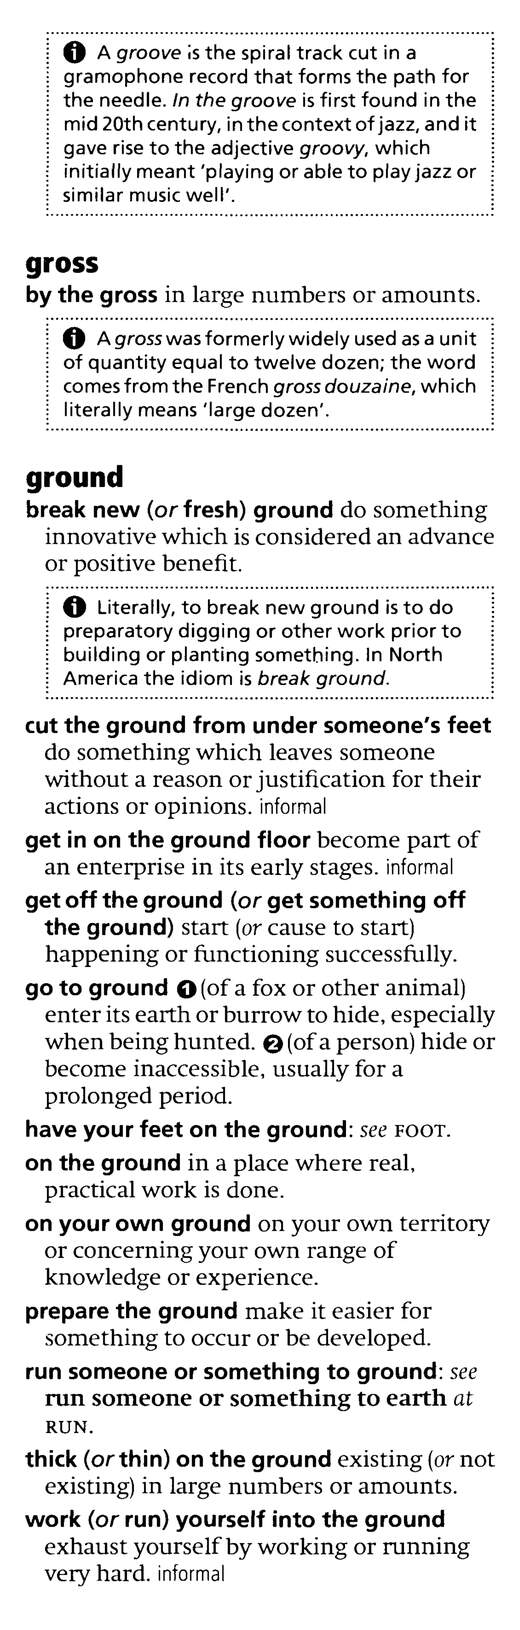 A groove is the spiral track cut in a
gramophone record that forms the path for
the needle. In the groove is first found in the
mid 20th century, in the context of jazz, and it
gave rise to the adjective groovy, which
initially meant ‘playing or able to play jazz or
similar music well’.
gross
by the gross in large numbers or amounts.
A gross was formerly widely used as a unit
of quantity equal to twelve dozen; the word
comes from the French gross douzaine, which
literally means ‘large dozen’.
ground
break new (or fresh) ground do something
innovative which is considered an advance
or positive benefit.
Literally, to break new ground is to do
preparatory digging or other work prior to
building or planting something. In North
America the idiom is break ground.
cut the ground from under someone’s feet
do something which leaves someone
without a reason or justification for their
actions or opinions. informal
get in on the ground floor become part of
an enterprise in its early stages. informal
get off the ground (or get something off
the ground) start (or cause to start)
happening or functioning successfully.
go to ground ❶ (of a fox or other animal)
enter its earth or burrow to hide, especially
when being hunted. ❷ (of a person) hide or
become inaccessible, usually for a
prolonged period.
have your feet on the ground: see FOOT.
on the ground in a place where real,
practical work is done.
on your own ground on your own territory
or concerning your own range of
knowledge or experience.
prepare the ground make it easier for
something to occur or be developed.
run someone or something to ground: see
run someone or something to earth at
RUN.
thick (or thin) on the ground existing (or not
existing) in large numbers or amounts.
work (or run) yourself into the ground
exhaust yourself by working or running
very hard. informal